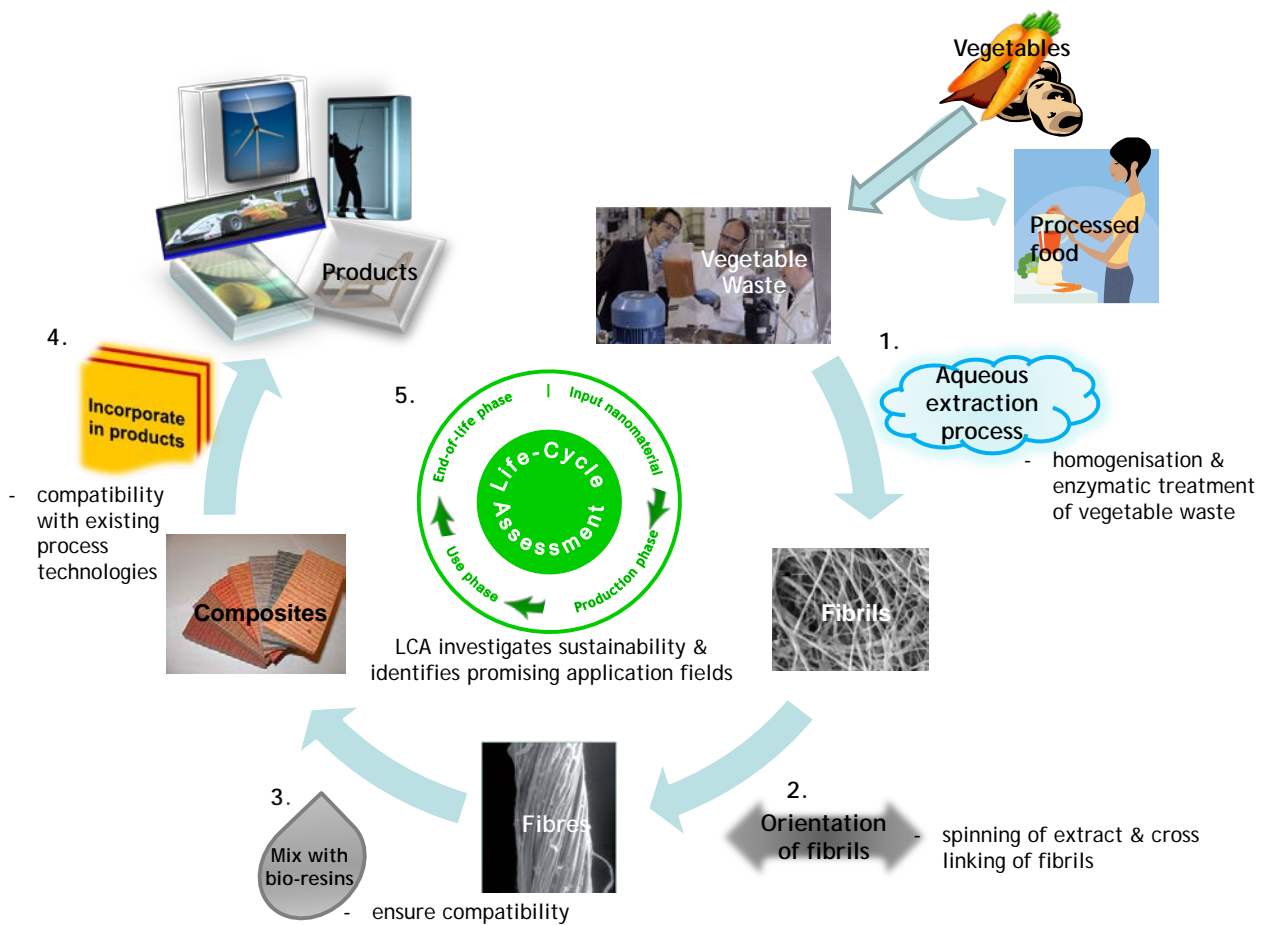 Vegetables
Processed
food
Vegetable
Waste
Products
1.
Aqueous
extraction
process
- homogenisation &
enzymatic treatment
of vegetable waste
Fibrils
2.
Orientation
of fibrils
- spinning of extract & cross
linking of fibrils
Fibres
3.
Mix with
bio-resins
- ensure compatibility
Composites
4.
Incorporate
in products
- compatibility
with existing
process
technologies
5.
Input nanomaterial
Production phase
Use phase
End-of-life phase
Life-Cycle
Assessment
LCA investigates sustainability &
identifies promising application fields